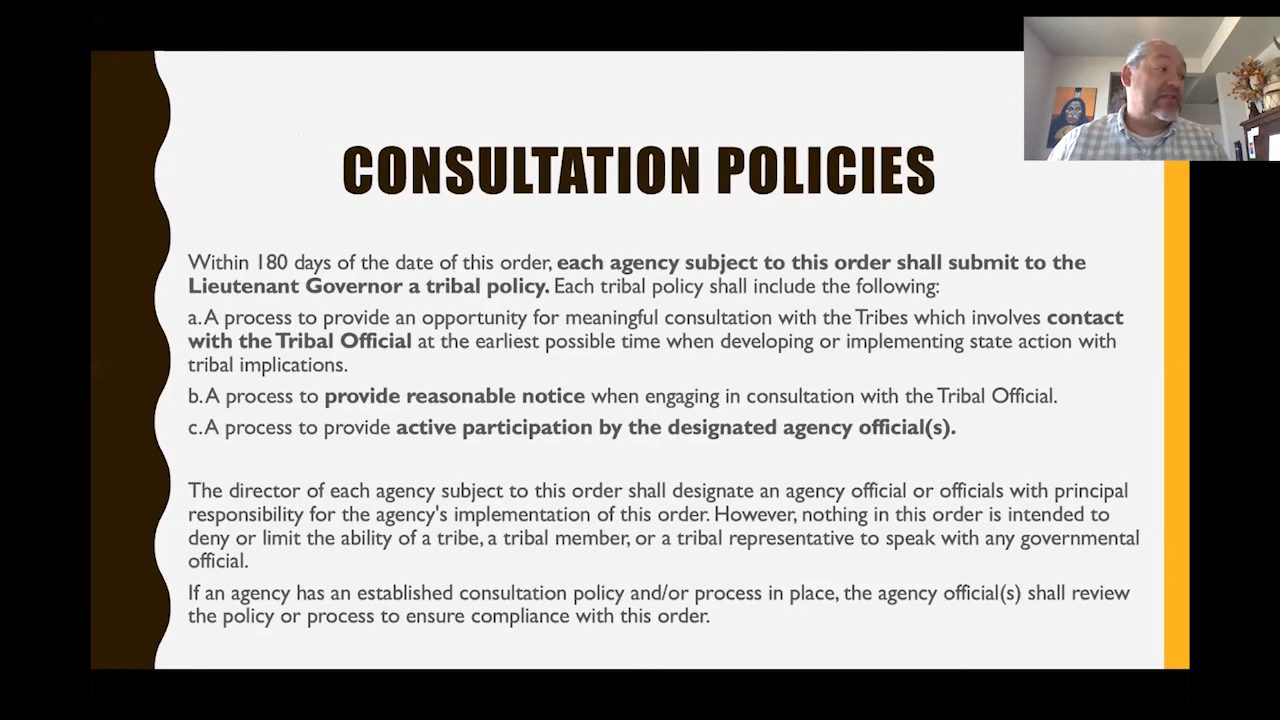 CONSULTATION POLICIES
Within 180 days of the date of this order, each agency subject to this order shall submit to the
Lieutenant Governor a tribal policy. Each tribal policy shall include the following:
a. A process to provide an opportunity for meaningful consultation with the Tribes which involves contact
with the Tribal Official at the earliest possible time when developing or implementing state action with
tribal implications.
b. A process to provide reasonable notice when engaging in consultation with the Tribal Official.
c. A process to provide active participation by the designated agency official(s).
The director of each agency subject to this order shall designate an agency official or officials with principal
responsibility for the agency's implementation of this order. However, nothing in this order is intended to
deny or limit the ability of a tribe, a tribal member, or a tribal representative to speak with any governmental
official.
If an agency has an established consultation policy and/or process in place, the agency official(s) shall review
the policy or process to ensure compliance with this order.